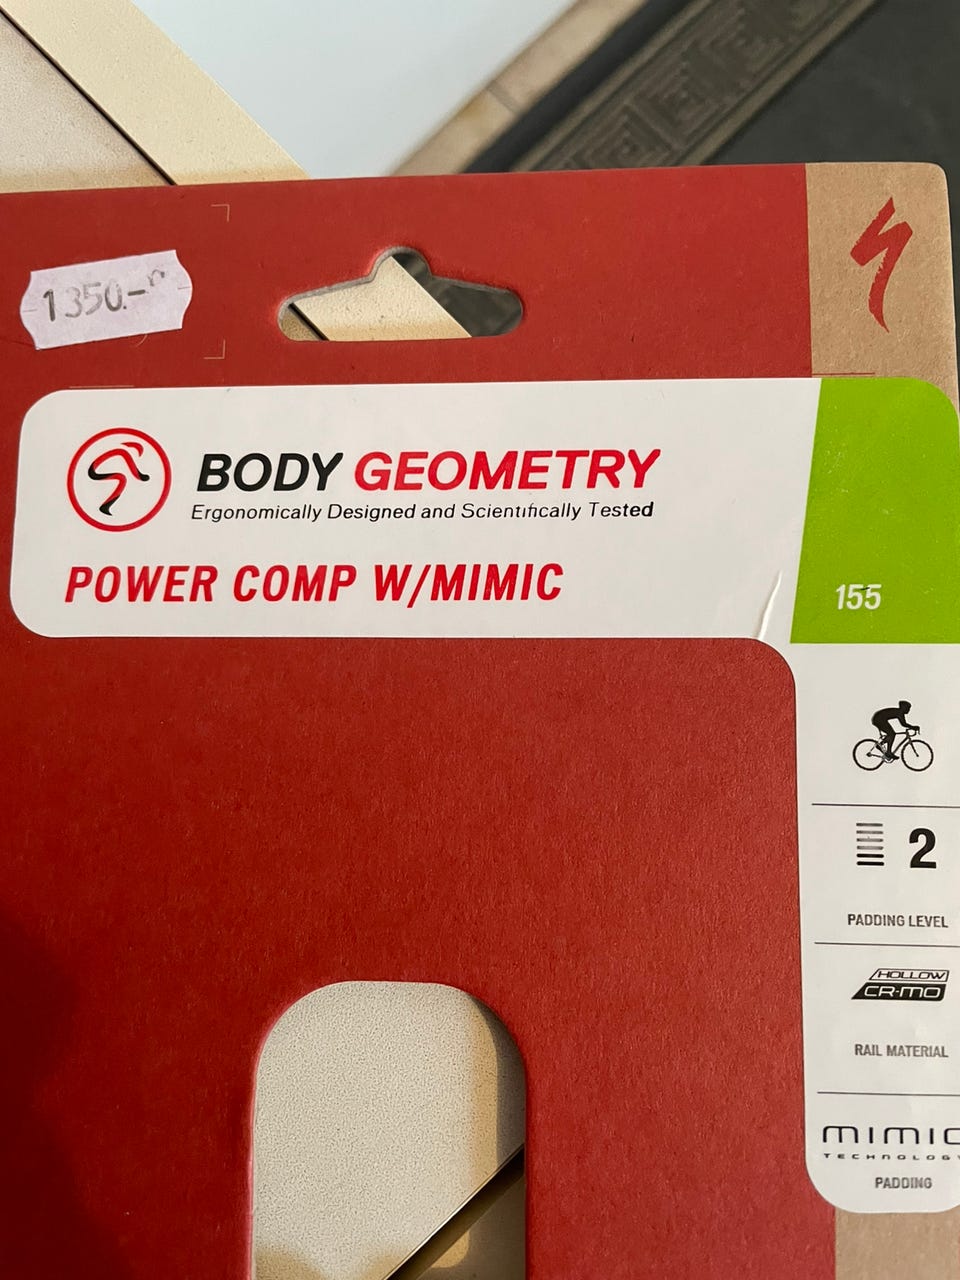 1350.-
BODY GEOMETRY
Ergonomically Designed and Scientifically Tested
POWER COMP W/MIMIC
155
2
PADDING LEVEL
HOLLOW
CR-MO
RAIL MATERIAL
MIMIC
TECHNOLOGY
PADDING